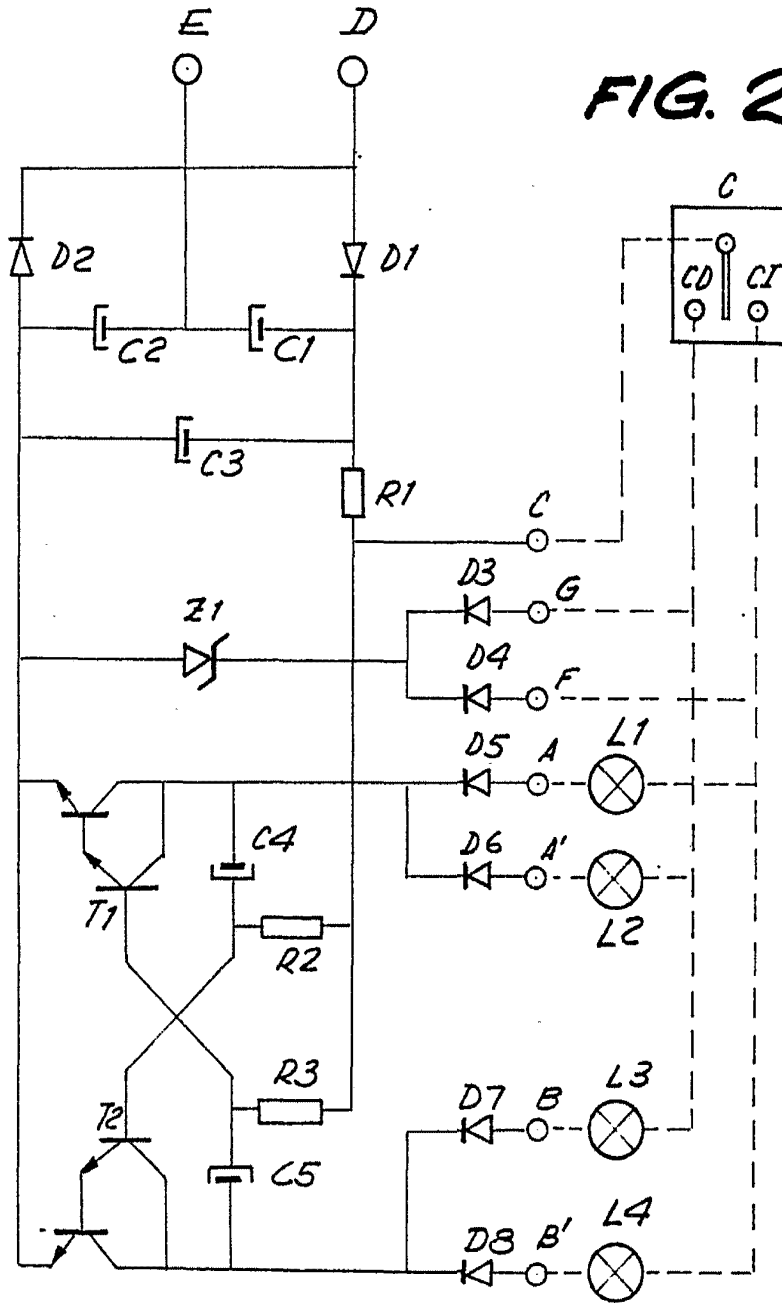 E D
FIG. 2
C
D2 D1 CD CI
C2 C1
C3
R1 C
D3 G
Z1
D4 F
D5 A L1
C4 D6 A'
T1 L2
R2
R3 D7 B L3
T2
C5
D8 B' L4